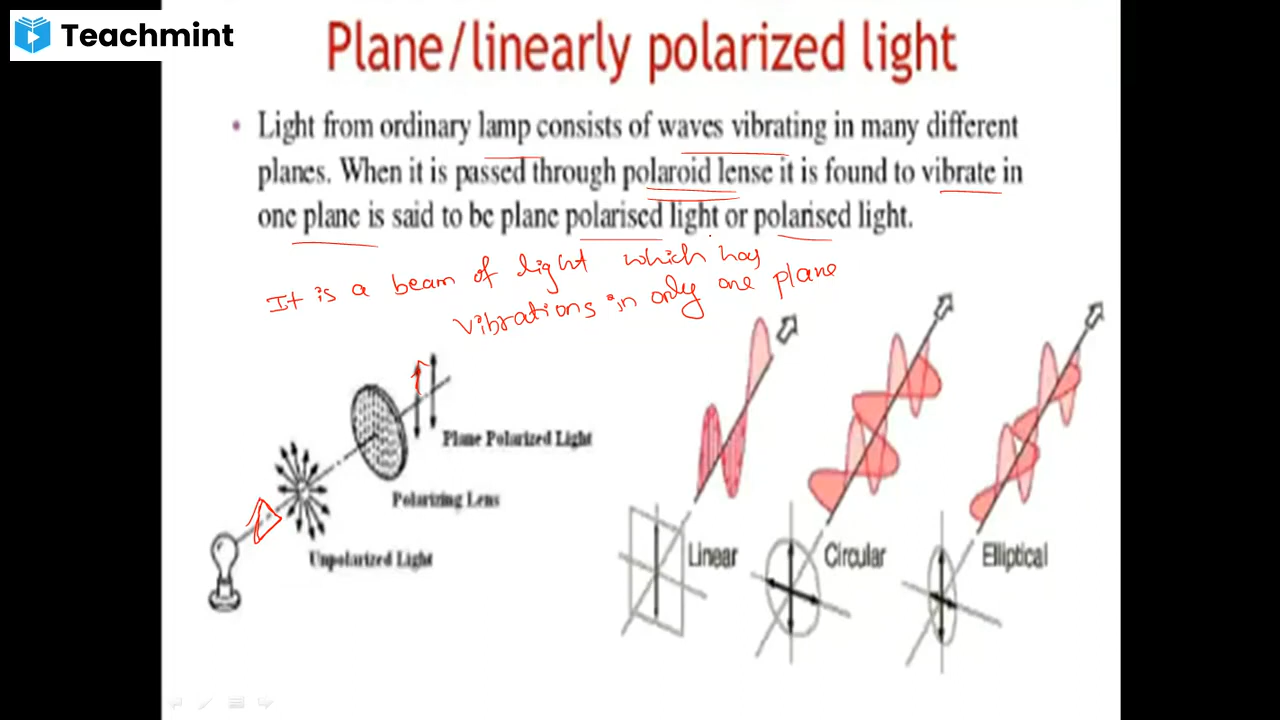 Teachmint
Plane/linearly polarized light
• Light from ordinary lamp consists of waves vibrating in many different
planes. When it is passed through polaroid lense it is found to vibrate in
one plane is said to be plane polarised light or polarised light.
It is a beam of light which has
vibrations in only one plane
Plane Polarized Light
Polarizing Lens
Unpolarized Light
Linear
Circular
Elliptical